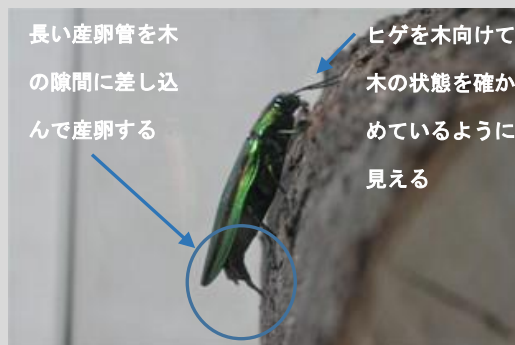 長い産卵管を木
の隙間に差し込
んで産卵する
ヒゲを木向けて
木の状態を確か
めているように
見える